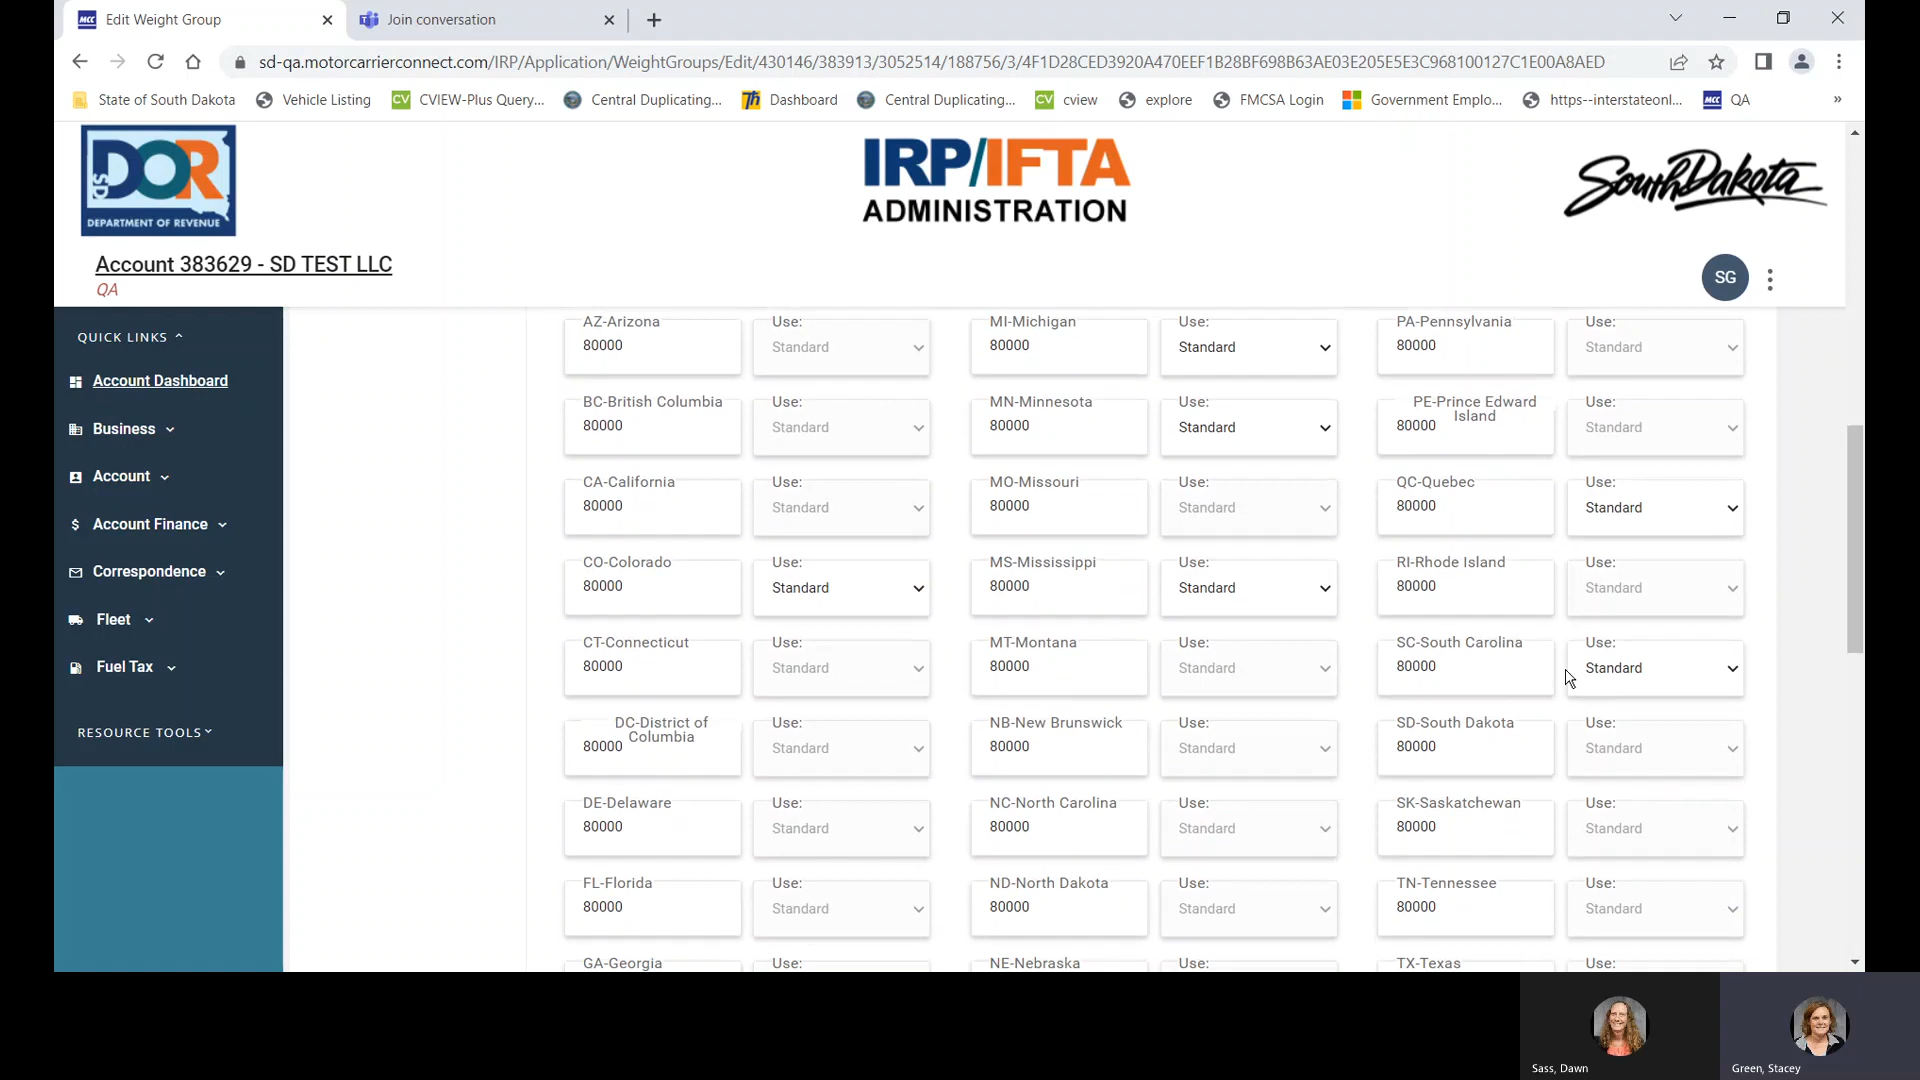 Edit Weight Group
Join conversation
sd-qa.motorcarrierconnect.com/IRP/Application/WeightGroups/Edit/430146/383913/3052514/188756/3/4F1D28CED3920A470EEF1B28BF698B63AE03E205E5E3C968100127C1E00A8AED
State of South Dakota Vehicle Listing CVIEW-Plus Query... Central Duplicating... Dashboard Central Duplicating... cview explore FMCSA Login Government Emplo... https--interstateonl... QA »
SD DOR
DEPARTMENT OF REVENUE
IRP/IFTA
ADMINISTRATION
South Dakota
Account 383629 - SD TEST LLC
QA
SG
QUICK LINKS
Account Dashboard
Business
Account
Account Finance
Correspondence
Fleet
Fuel Tax
RESOURCE TOOLS
AZ-Arizona Use: MI-Michigan Use: PA-Pennsylvania Use:
80000 Standard 80000 Standard 80000 Standard
BC-British Columbia Use: MN-Minnesota Use: PE-Prince Edward Island Use:
80000 Standard 80000 Standard 80000 Standard
CA-California Use: MO-Missouri Use: QC-Quebec Use:
80000 Standard 80000 Standard 80000 Standard
CO-Colorado Use: MS-Mississippi Use: RI-Rhode Island Use:
80000 Standard 80000 Standard 80000 Standard
CT-Connecticut Use: MT-Montana Use: SC-South Carolina Use:
80000 Standard 80000 Standard 80000 Standard
DC-District of Columbia Use: NB-New Brunswick Use: SD-South Dakota Use:
80000 Standard 80000 Standard 80000 Standard
DE-Delaware Use: NC-North Carolina Use: SK-Saskatchewan Use:
80000 Standard 80000 Standard 80000 Standard
FL-Florida Use: ND-North Dakota Use: TN-Tennessee Use:
80000 Standard 80000 Standard 80000 Standard
GA-Georgia Use: NE-Nebraska Use: TX-Texas Use:
Sass, Dawn
Green, Stacey